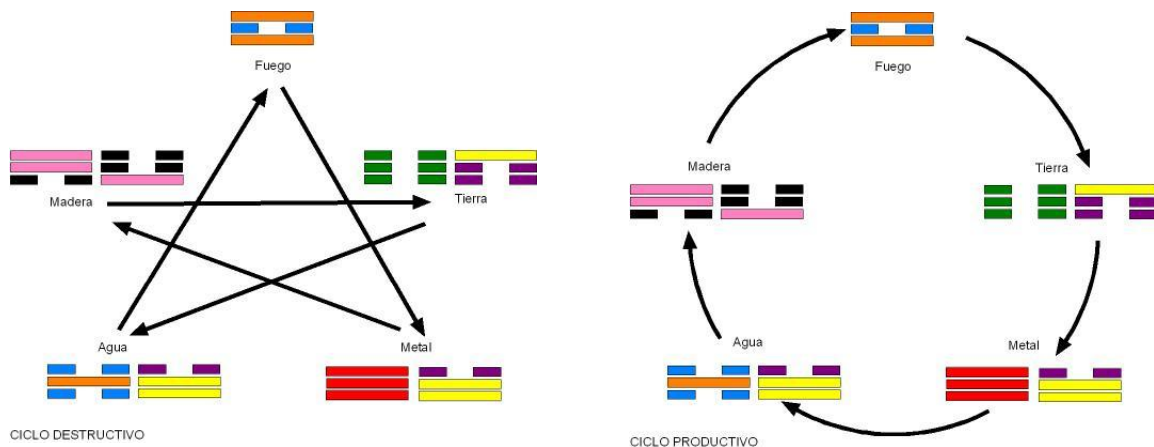 Fuego
Madera
Tierra
Agua
Metal
CICLO DESTRUCTIVO
Fuego
Madera
Tierra
Agua
Metal
CICLO PRODUCTIVO